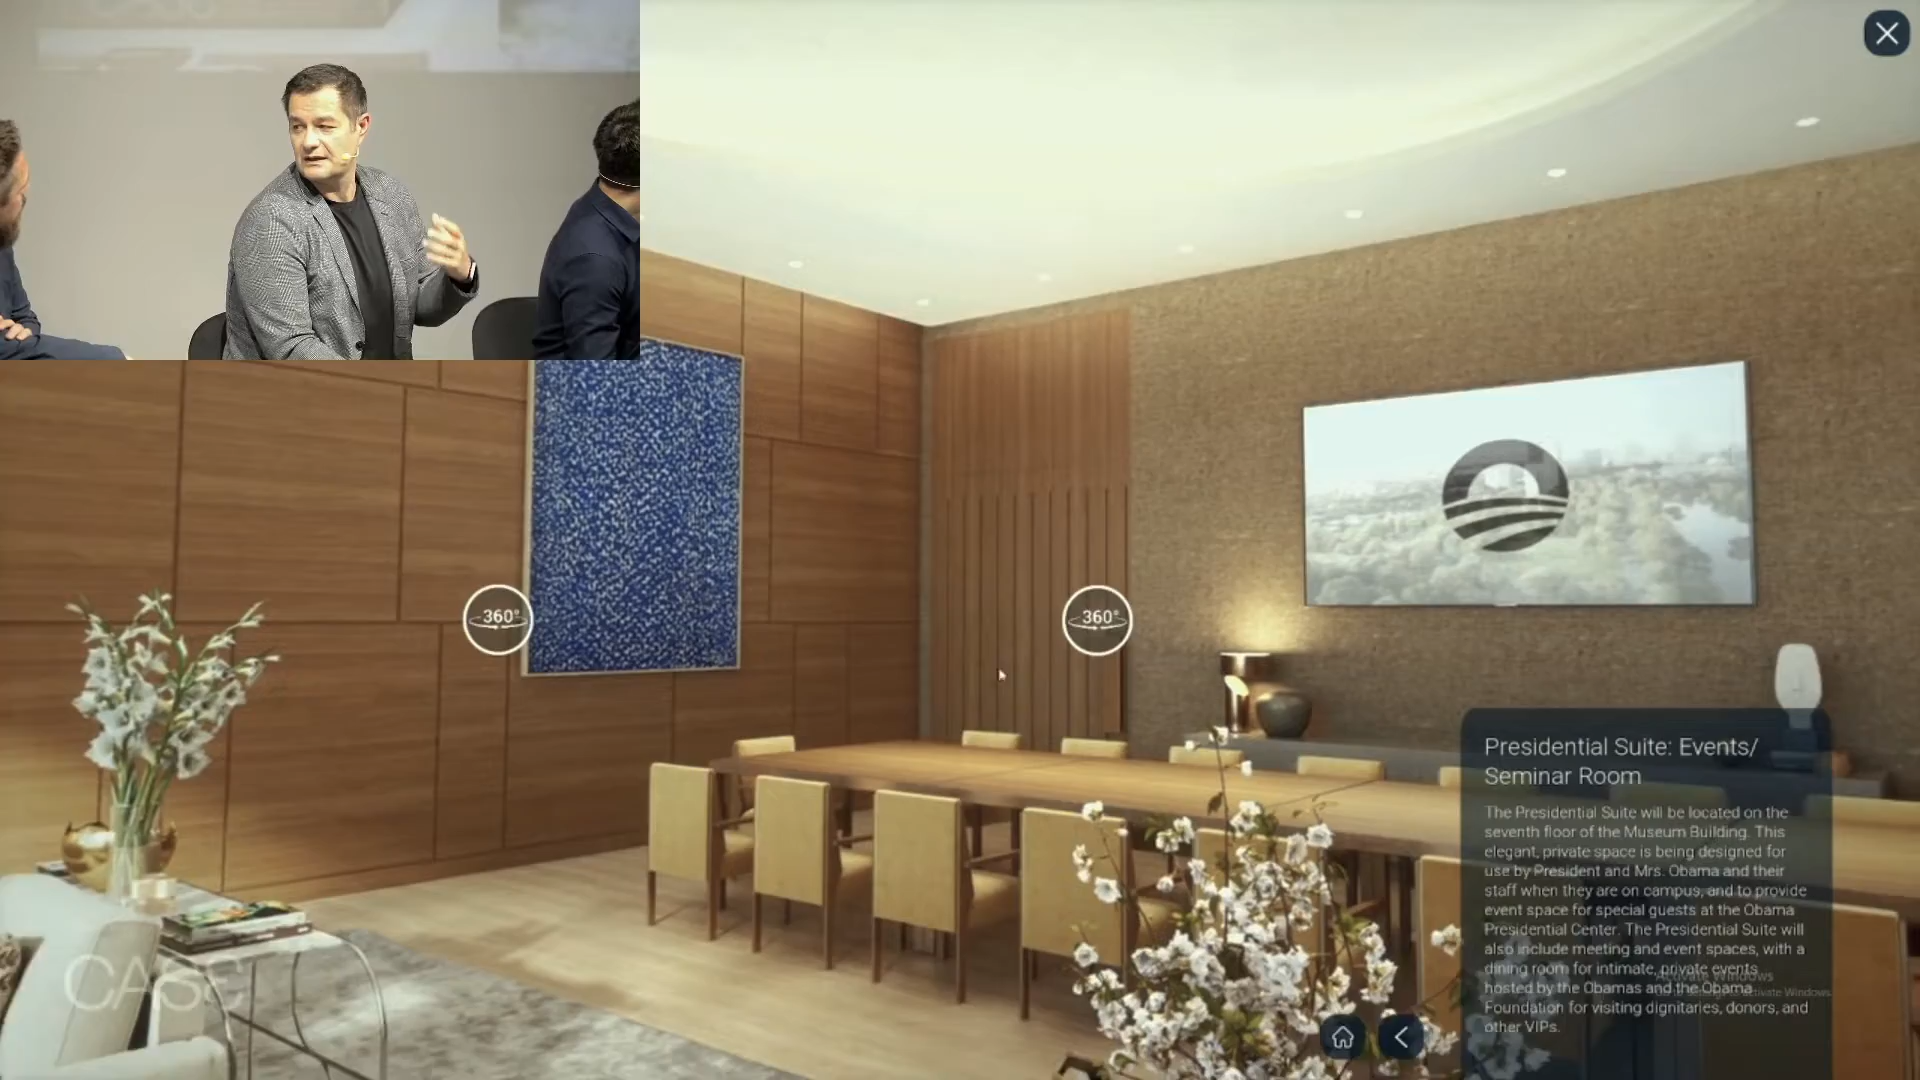 360°
360°
Presidential Suite: Events/
Seminar Room
The Presidential Suite will be located on the
seventh floor of the Museum Building. This
elegant, private space is being designed for
use by President and Mrs. Obama and their
staff when they are on campus, and to provide
event space for special guests at the Obama
Presidential Center. The Presidential Suite will
also include meeting and event spaces, with a
dining room for intimate, private events
hosted by the Obamas and the Obama
Foundation for visiting dignitaries, donors, and
other VIPs.
Activate Windows
CASE